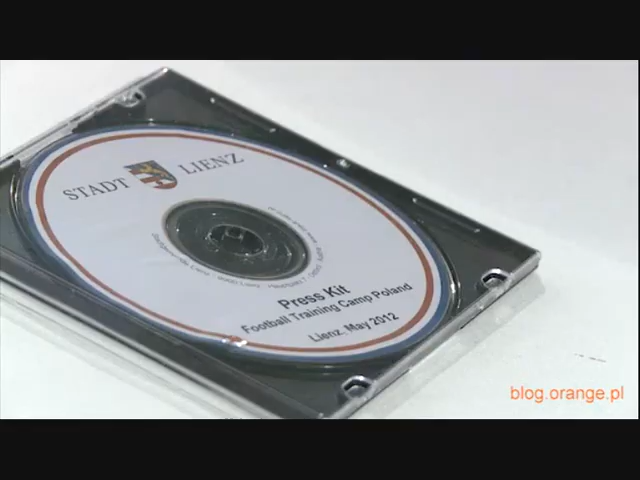 STADT LIENZ
Press Kit
Football Training Camp Poland
Lienz, May 2012
blog.orange.pl